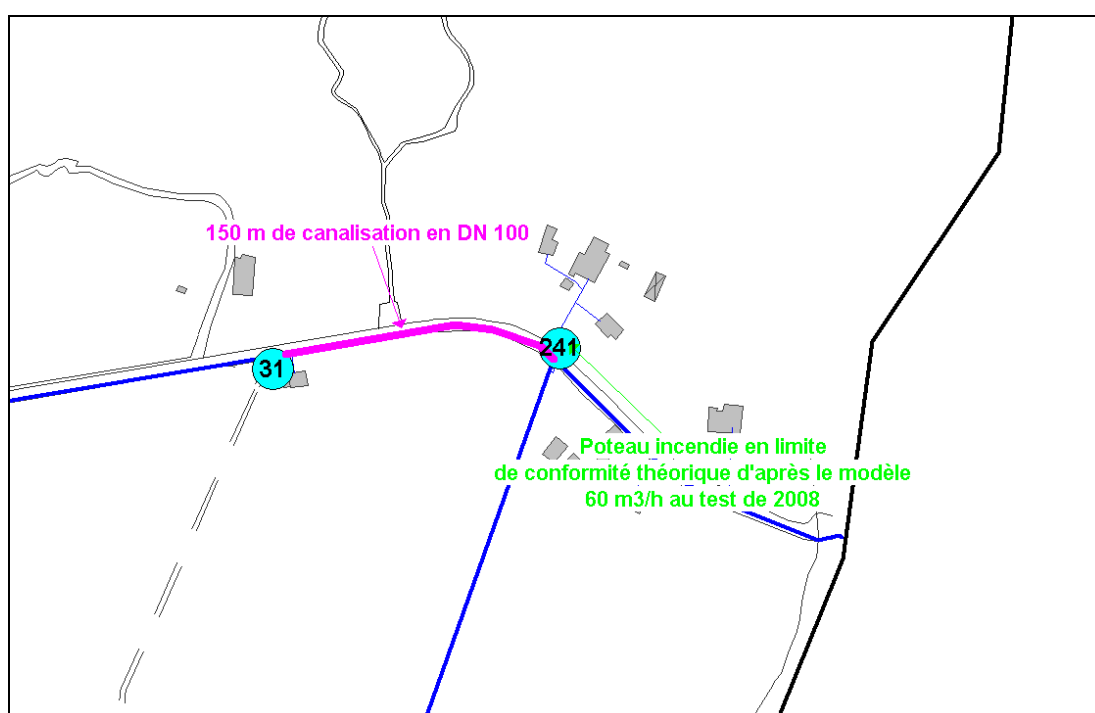 150 m de canalisation en DN 100
241
31
Poteau incendie en limite
de conformité théorique d'après le modèle
60 m3/h au test de 2008